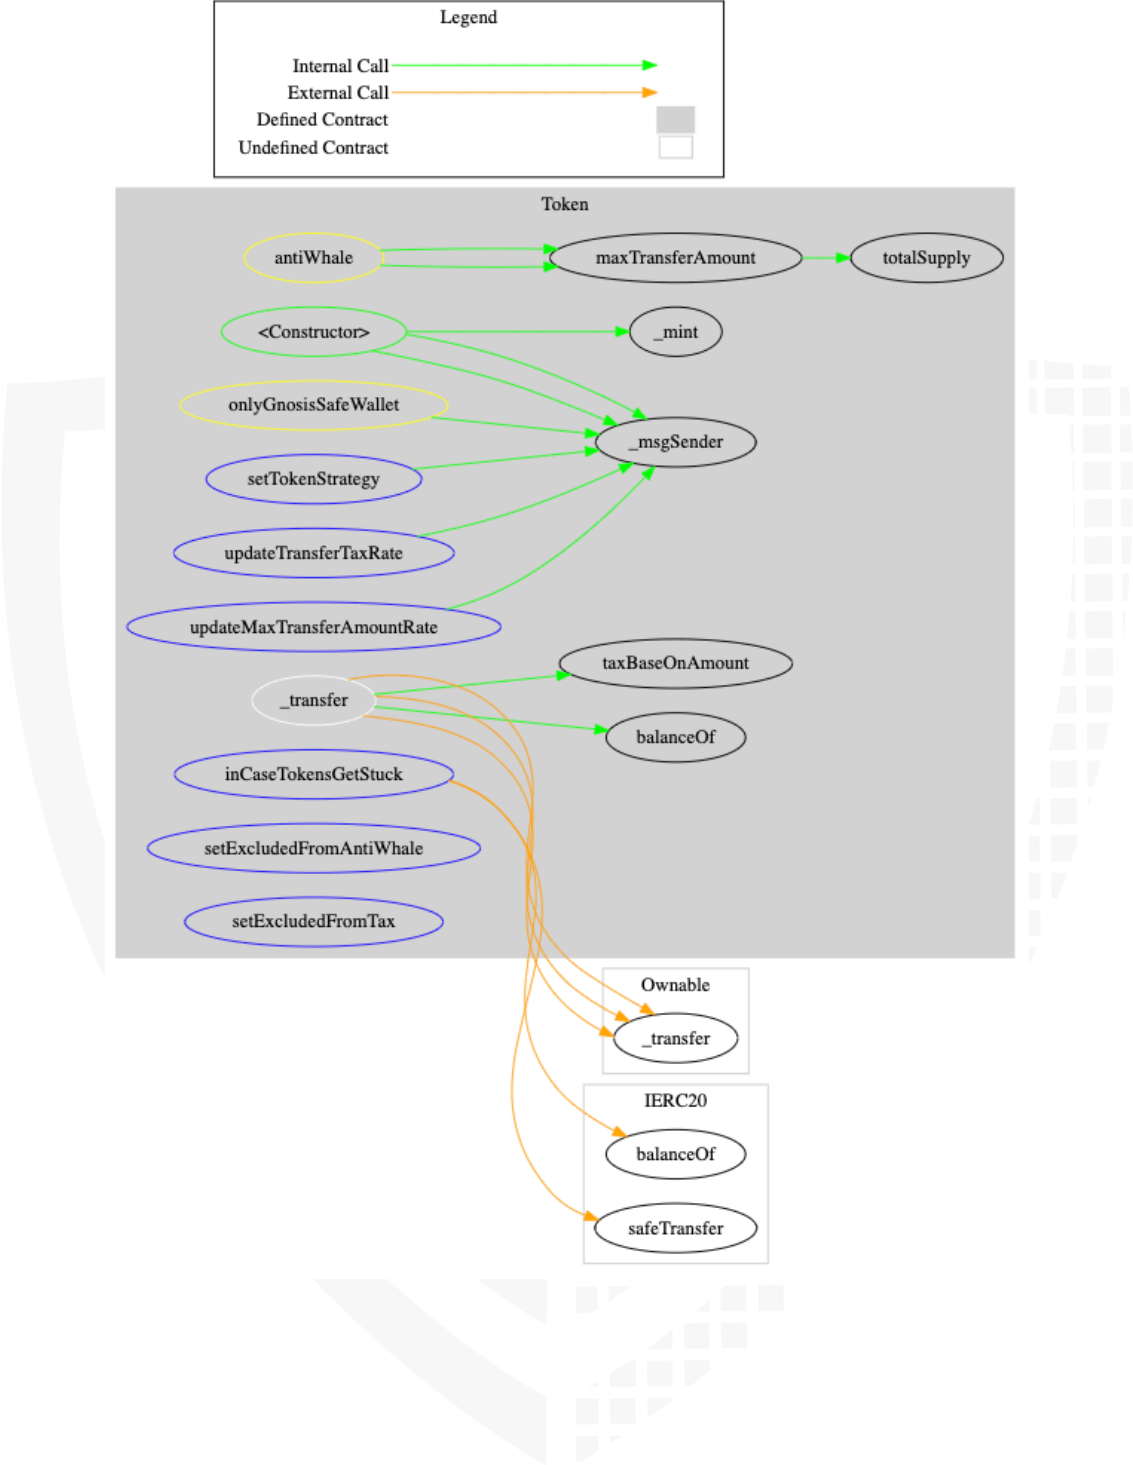 Legend
Internal Call
External Call
Defined Contract
Undefined Contract
Token
antiWhale
maxTransferAmount
totalSupply
<Constructor>
_mint
onlyGnosisSafeWallet
_msgSender
setTokenStrategy
updateTransferTaxRate
updateMaxTransferAmountRate
taxBaseOnAmount
_transfer
balanceOf
inCaseTokensGetStuck
setExcludedFromAntiWhale
setExcludedFromTax
Ownable
_transfer
IERC20
balanceOf
safeTransfer